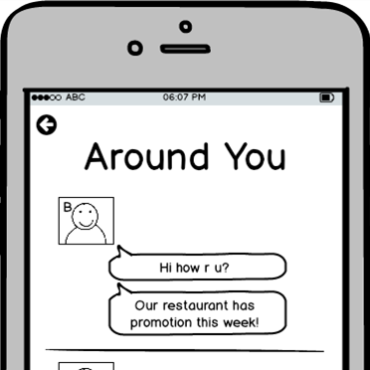 ABC 06:07 PM
Around You
B
Hi how r u?
Our restaurant has
promotion this week!